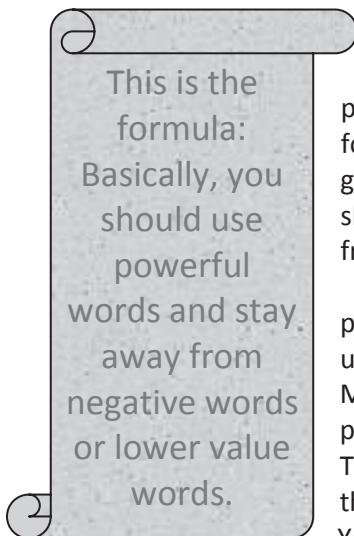 This is the
formula:
Basically, you
should use
powerful
words and stay
away from
negative words
or lower value
words.